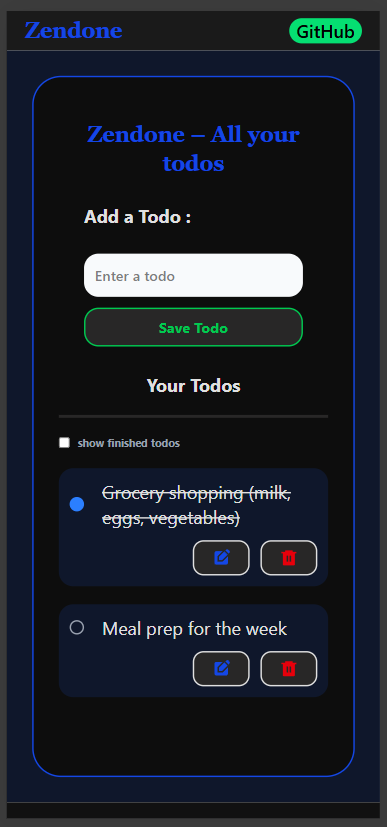 Zendone
GitHub
Zendone – All your
todos
Add a Todo :
Enter a todo
Save Todo
Your Todos
show finished todos
Grocery shopping (milk,
eggs, vegetables)
Meal prep for the week